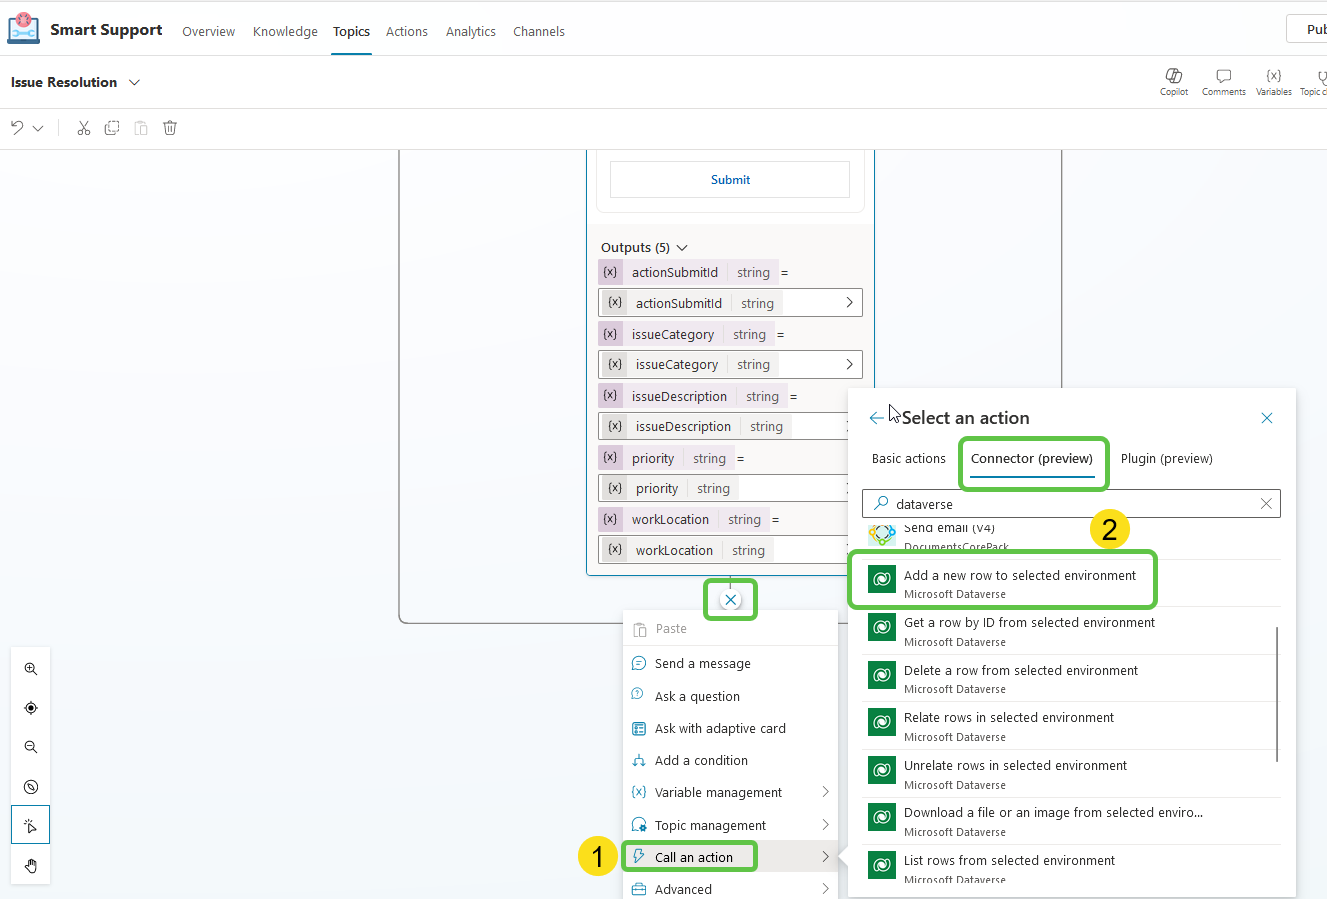 Smart Support Overview Knowledge Topics Actions Analytics Channels Pub
Issue Resolution
Copilot Comments {x} Variables Topic c
Submit
Outputs (5)
{x} actionSubmitId string =
{x} actionSubmitId string
{x} issueCategory string =
{x} issueCategory string
{x} issueDescription string =
{x} issueDescription string
{x} priority string =
{x} priority string
{x} workLocation string =
{x} workLocation string
Paste
Send a message
Ask a question
Ask with adaptive card
Add a condition
{x} Variable management
Topic management
1 Call an action
Advanced
Select an action
Basic actions Connector (preview) Plugin (preview)
dataverse
2
Send email (V4)
DocumentsCorePack
Add a new row to selected environment
Microsoft Dataverse
Get a row by ID from selected environment
Microsoft Dataverse
Delete a row from selected environment
Microsoft Dataverse
Relate rows in selected environment
Microsoft Dataverse
Unrelate rows in selected environment
Microsoft Dataverse
Download a file or an image from selected enviro...
Microsoft Dataverse
List rows from selected environment
Microsoft Dataverse